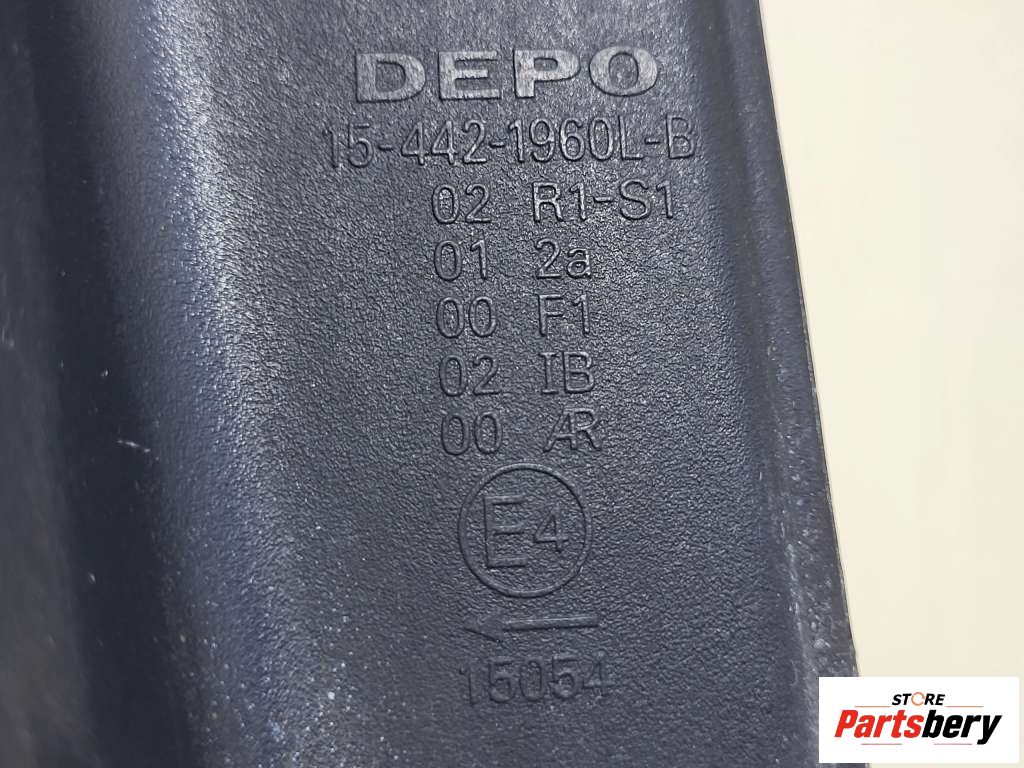 DEPO
15-442-1960L-B
02 R1-S1
01 2a
00 F1
02 IB
00 AR
E4
15054
STORE
Partsbery